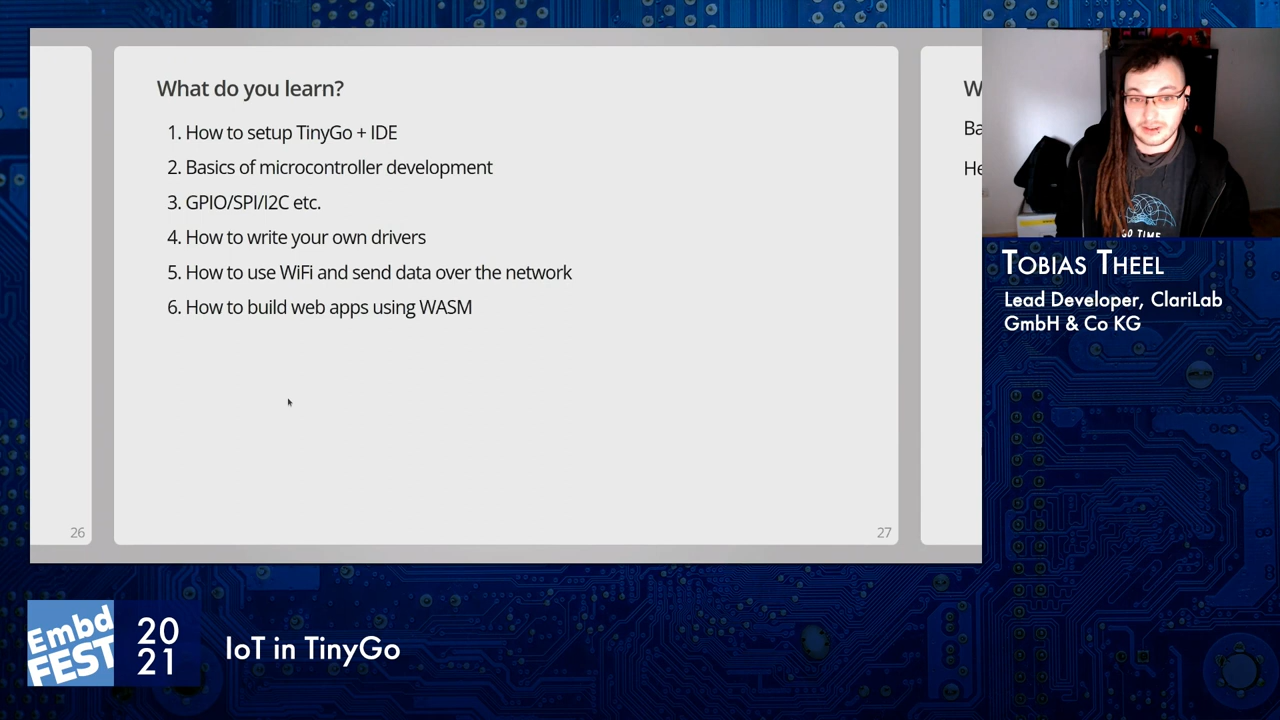 What do you learn?
1. How to setup TinyGo + IDE
2. Basics of microcontroller development
3. GPIO/SPI/I2C etc.
4. How to write your own drivers
5. How to use WiFi and send data over the network
6. How to build web apps using WASM
26
27
W
Ba
He
GO TIME
TOBIAS THEEL
Lead Developer, ClariLab
GmbH & Co KG
Embd
FEST
20
21
IoT in TinyGo